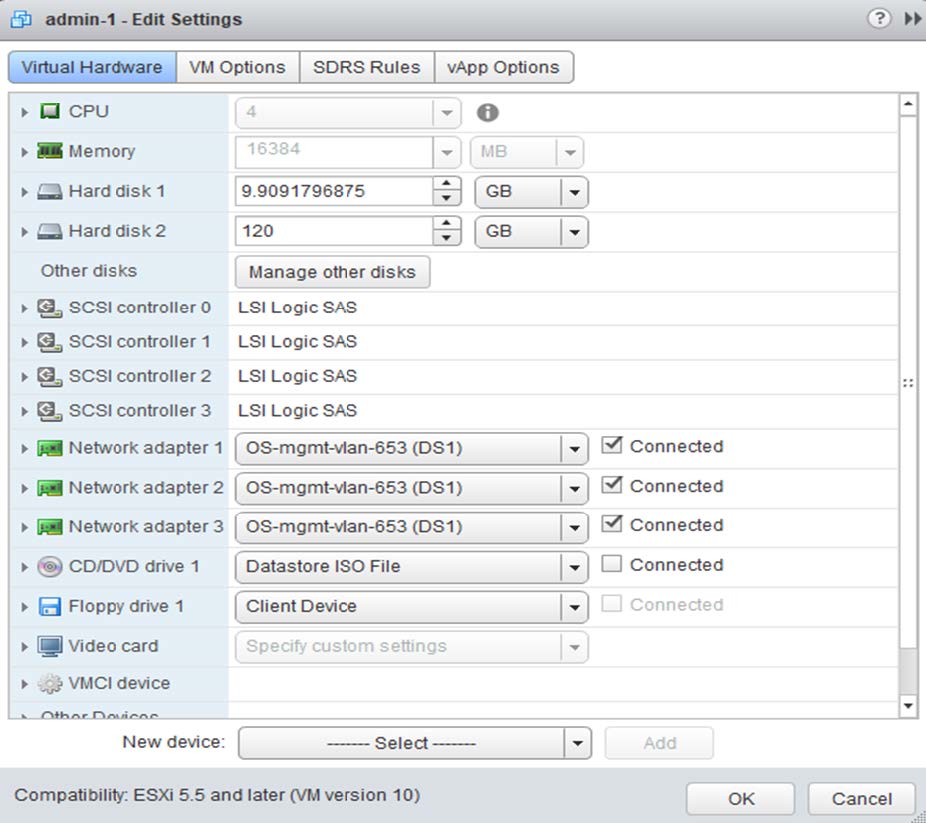 admin-1 - Edit Settings ?
Virtual Hardware VM Options SDRS Rules vApp Options
CPU 4
Memory 16384 MB
Hard disk 1 9.9091796875 GB
Hard disk 2 120 GB
Other disks Manage other disks
SCSI controller 0 LSI Logic SAS
SCSI controller 1 LSI Logic SAS
SCSI controller 2 LSI Logic SAS
SCSI controller 3 LSI Logic SAS
Network adapter 1 OS-mgmt-vlan-653 (DS1) Connected
Network adapter 2 OS-mgmt-vlan-653 (DS1) Connected
Network adapter 3 OS-mgmt-vlan-653 (DS1) Connected
CD/DVD drive 1 Datastore ISO File Connected
Floppy drive 1 Client Device Connected
Video card Specify custom settings
VMCI device
Other Devices
New device: ------- Select ------- Add
Compatibility: ESXi 5.5 and later (VM version 10) OK Cancel